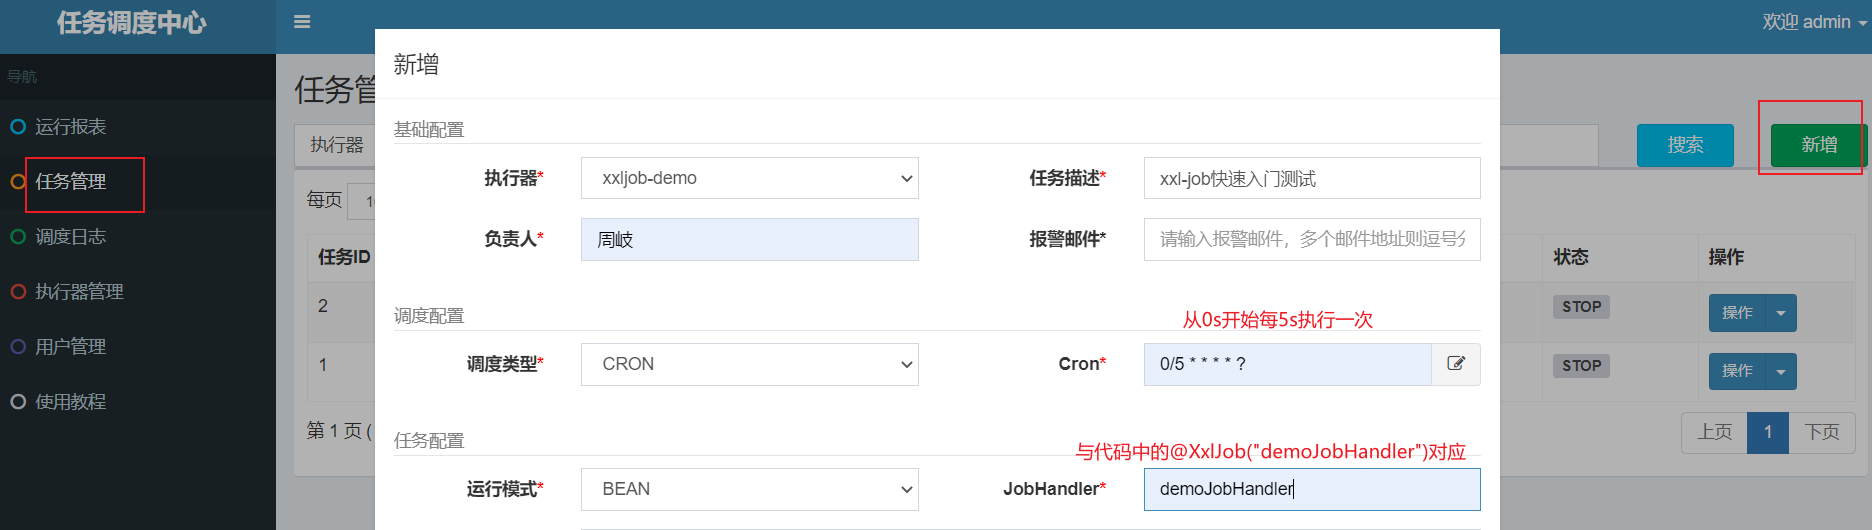 任务调度中心
欢迎 admin
导航
运行报表
任务管理
调度日志
执行器管理
用户管理
使用教程
任务管
执行器
搜索
新增
每页
任务ID
状态
操作
2
STOP
操作
1
STOP
操作
第 1 页 (
上页 1 下页
新增
基础配置
执行器* xxljob-demo 任务描述* xxl-job快速入门测试
负责人* 周岐 报警邮件* 请输入报警邮件，多个邮件地址则逗号分
调度配置
从0s开始每5s执行一次
调度类型* CRON Cron* 0/5 * * * * ?
任务配置
与代码中的@XxlJob("demoJobHandler")对应
运行模式* BEAN JobHandler* demoJobHandler